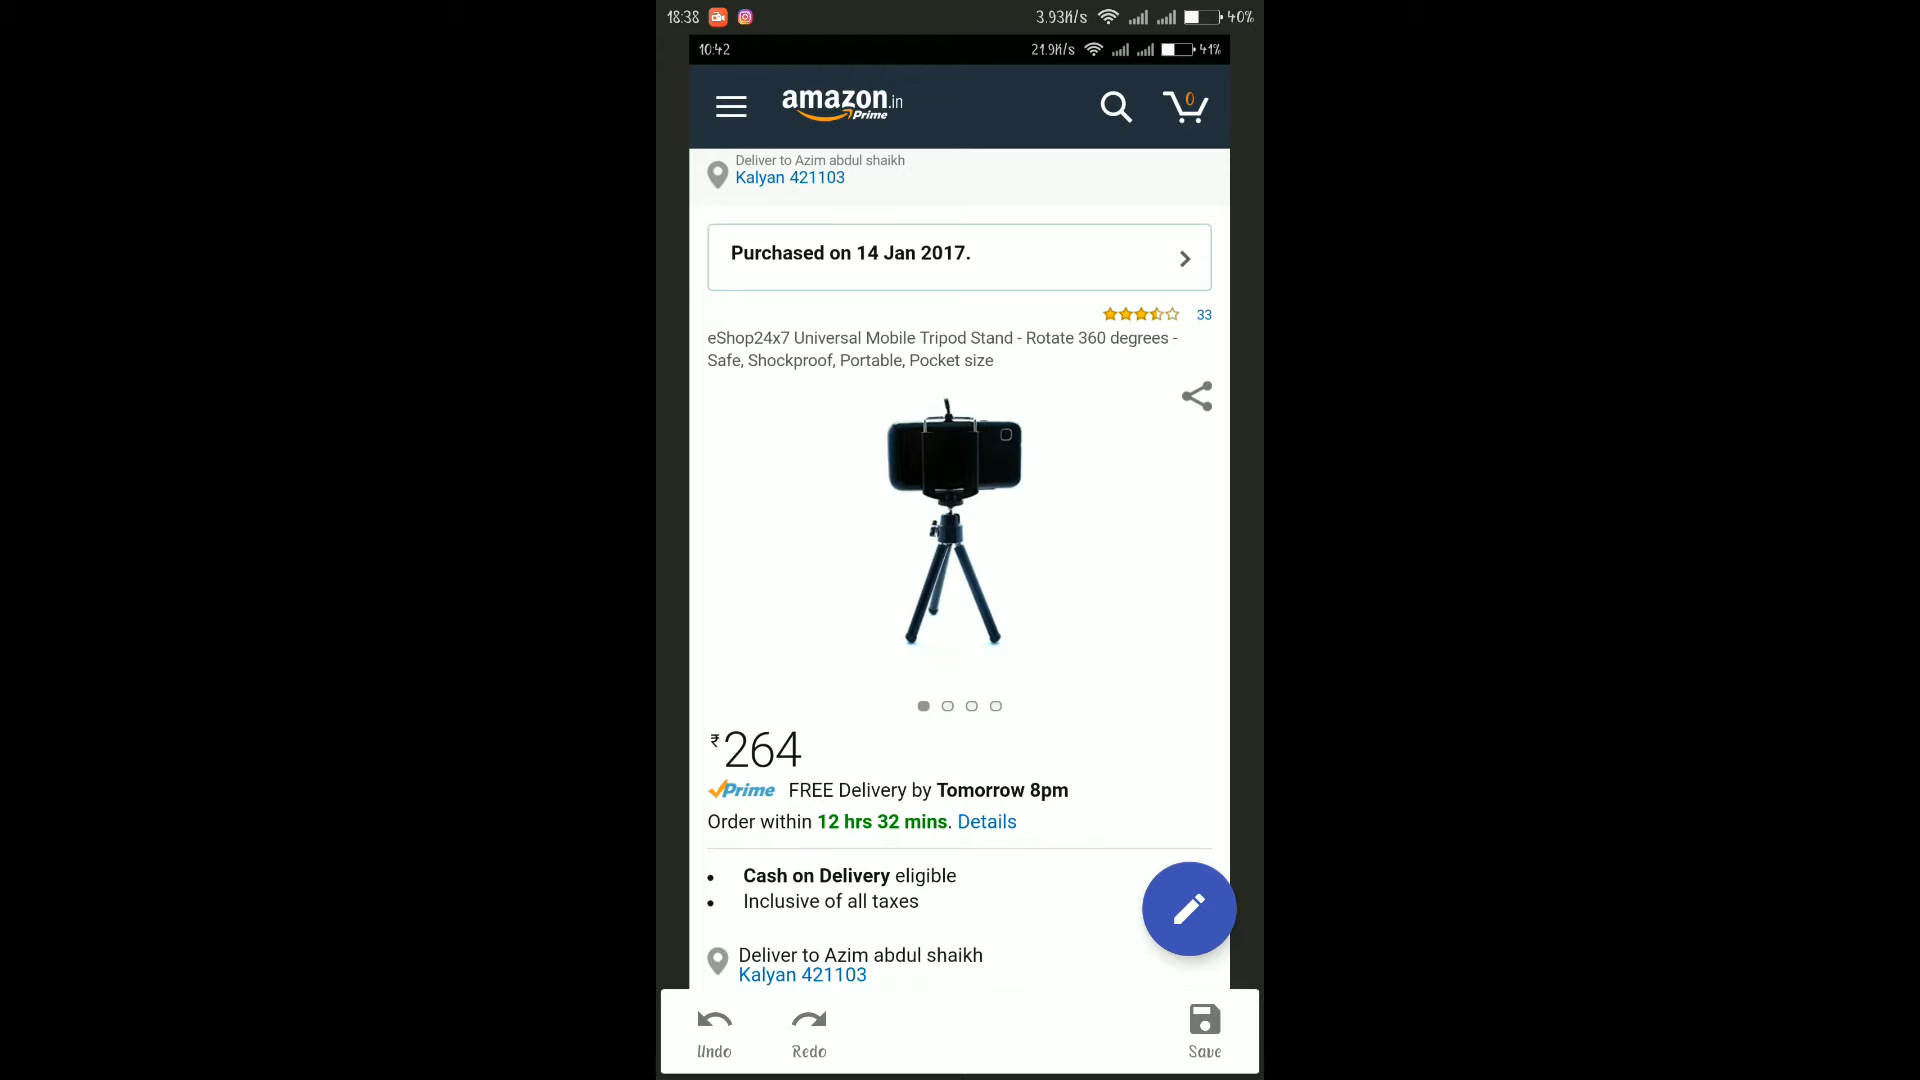 18:38 3.93K/s 40%
10:42 21.9K/s 41%
amazon.in
Prime
0
Deliver to Azim abdul shaikh
Kalyan 421103
Purchased on 14 Jan 2017.
33
eShop24x7 Universal Mobile Tripod Stand - Rotate 360 degrees -
Safe, Shockproof, Portable, Pocket size
₹264
Prime FREE Delivery by Tomorrow 8pm
Order within 12 hrs 32 mins. Details
• Cash on Delivery eligible
• Inclusive of all taxes
Deliver to Azim abdul shaikh
Kalyan 421103
Undo Redo Save